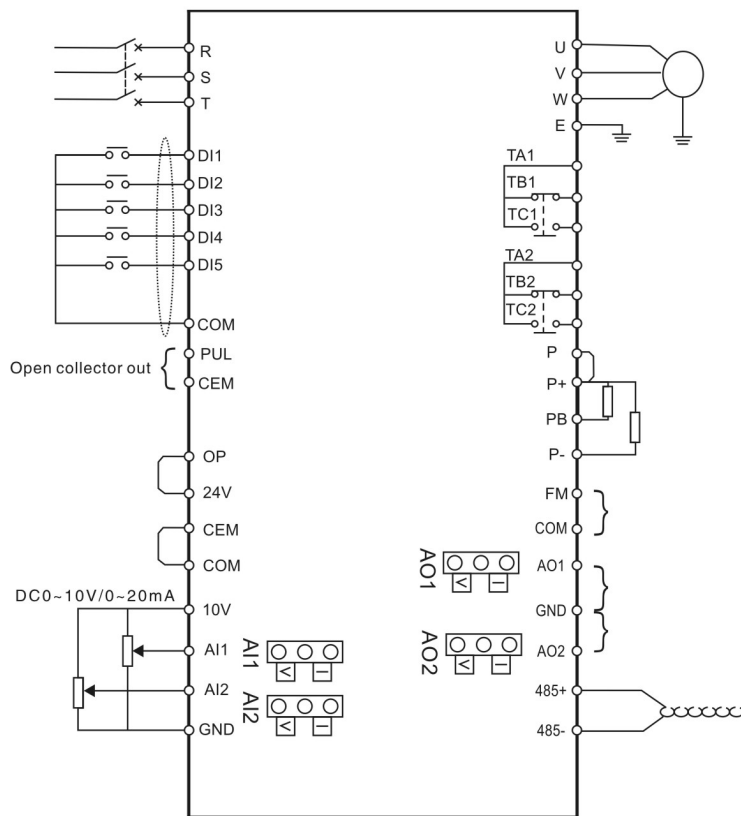 R
S
T
DI1
DI2
DI3
DI4
DI5
COM
PUL
Open collector out
CEM
OP
24V
CEM
COM
DC0~10V/0~20mA
10V
AI1
AI2
GND
AI1
V I
AI2
V I
U
V
W
E
TA1
TB1
TC1
TA2
TB2
TC2
P
P+
PB
P-
FM
COM
AO1
GND
AO2
485+
485-
AO1
V I
AO2
V I